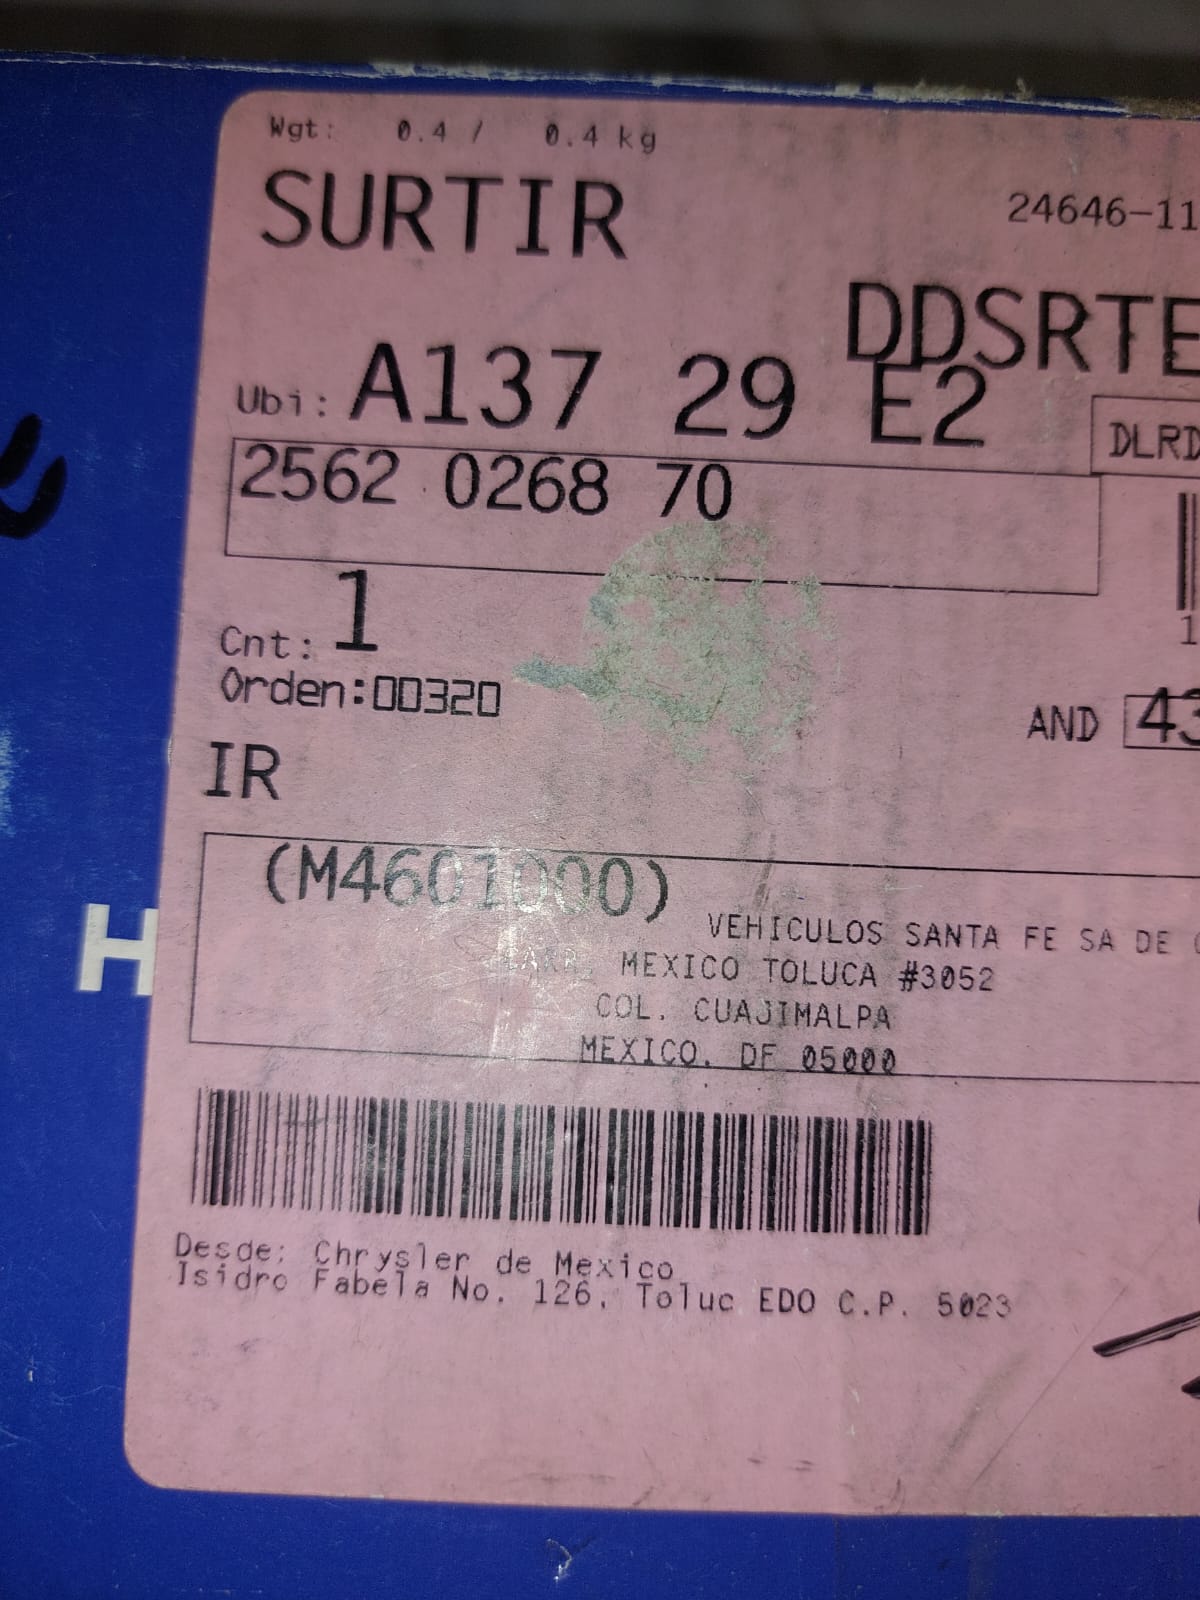 Wgt: 0.4 / 0.4 kg
SURTIR
24646-11
DDSRTE
Ubi: A137 29 E2
DLRD
2562 0268 70
1
Cnt: 1
Orden:00320
AND 43
IR
(M4601000)
VEHICULOS SANTA FE SA DE
CARR. MEXICO TOLUCA #3052
COL. CUAJIMALPA
MEXICO. DF 05000
H
Desde: Chrysler de Mexico
Isidro Fabela No. 126, Toluc EDO C.P. 5023